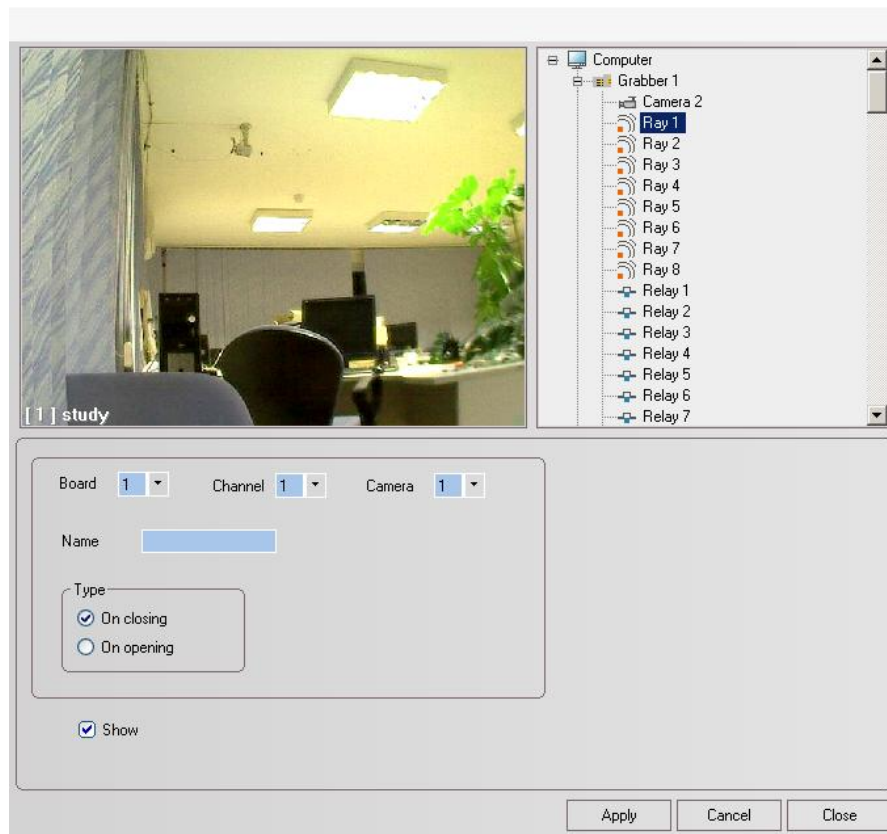 Computer
Grabber 1
Camera 2
Ray 1
Ray 2
Ray 3
Ray 4
Ray 5
Ray 6
Ray 7
Ray 8
Relay 1
Relay 2
Relay 3
Relay 4
Relay 5
Relay 6
Relay 7
[ 1 ] study
Board 1 Channel 1 Camera 1
Name
Type
On closing
On opening
Show
Apply Cancel Close